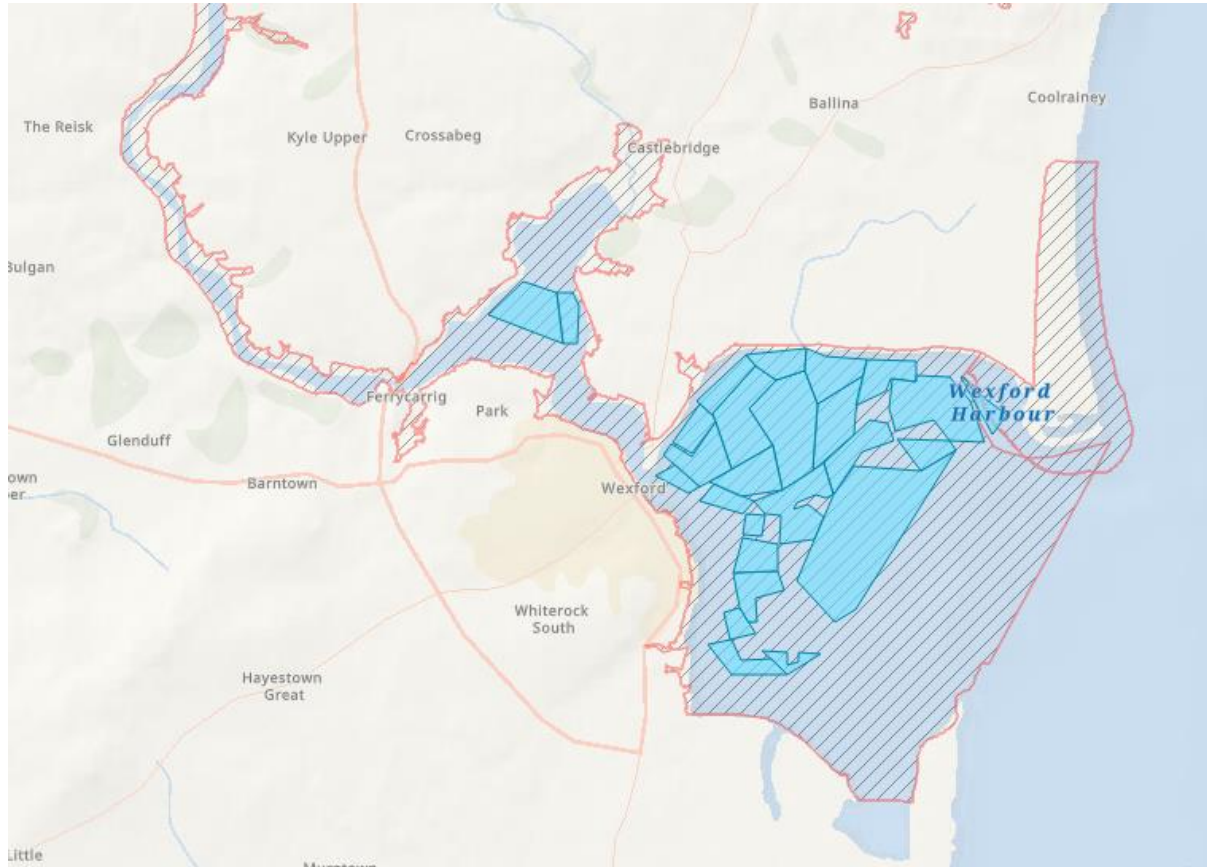 Coolrainey
Ballina
The Reisk
Kyle Upper
Crossabeg
Castlebridge
Bulgan
Wexford
Harbour
Ferrycarrig
Park
Glenduff
Barntown
Wexford
Whiterock
South
Hayestown
Great
Little